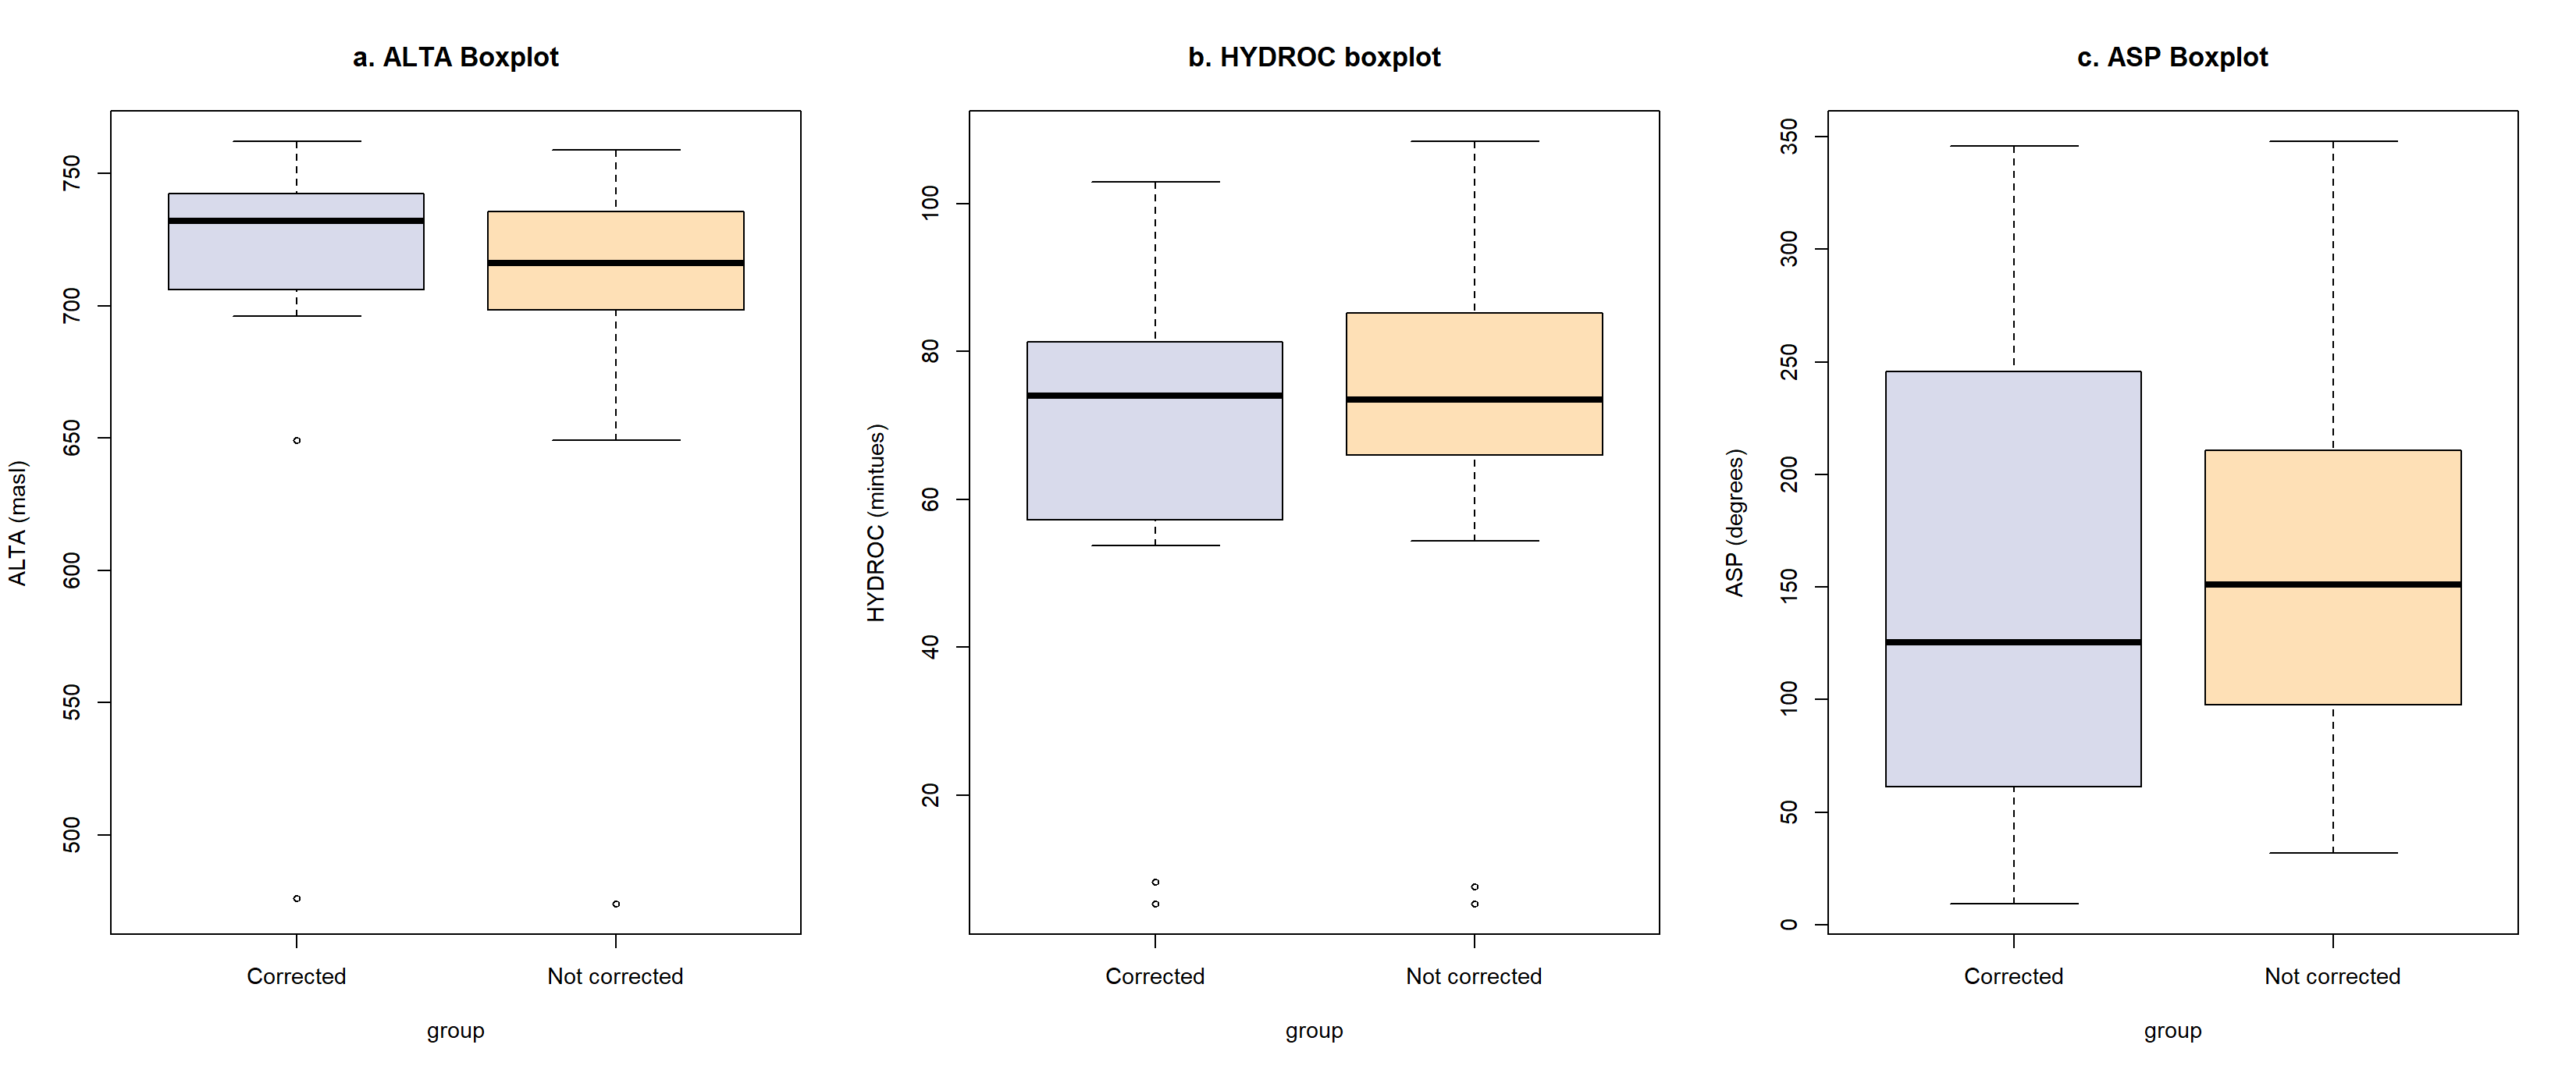 a. ALTA Boxplot
ALTA (masl)
750
700
650
600
550
500
Corrected
Not corrected
group
b. HYDROC boxplot
HYDROC (mintues)
100
80
60
40
20
Corrected
Not corrected
group
c. ASP Boxplot
ASP (degrees)
350
300
250
200
150
100
50
0
Corrected
Not corrected
group